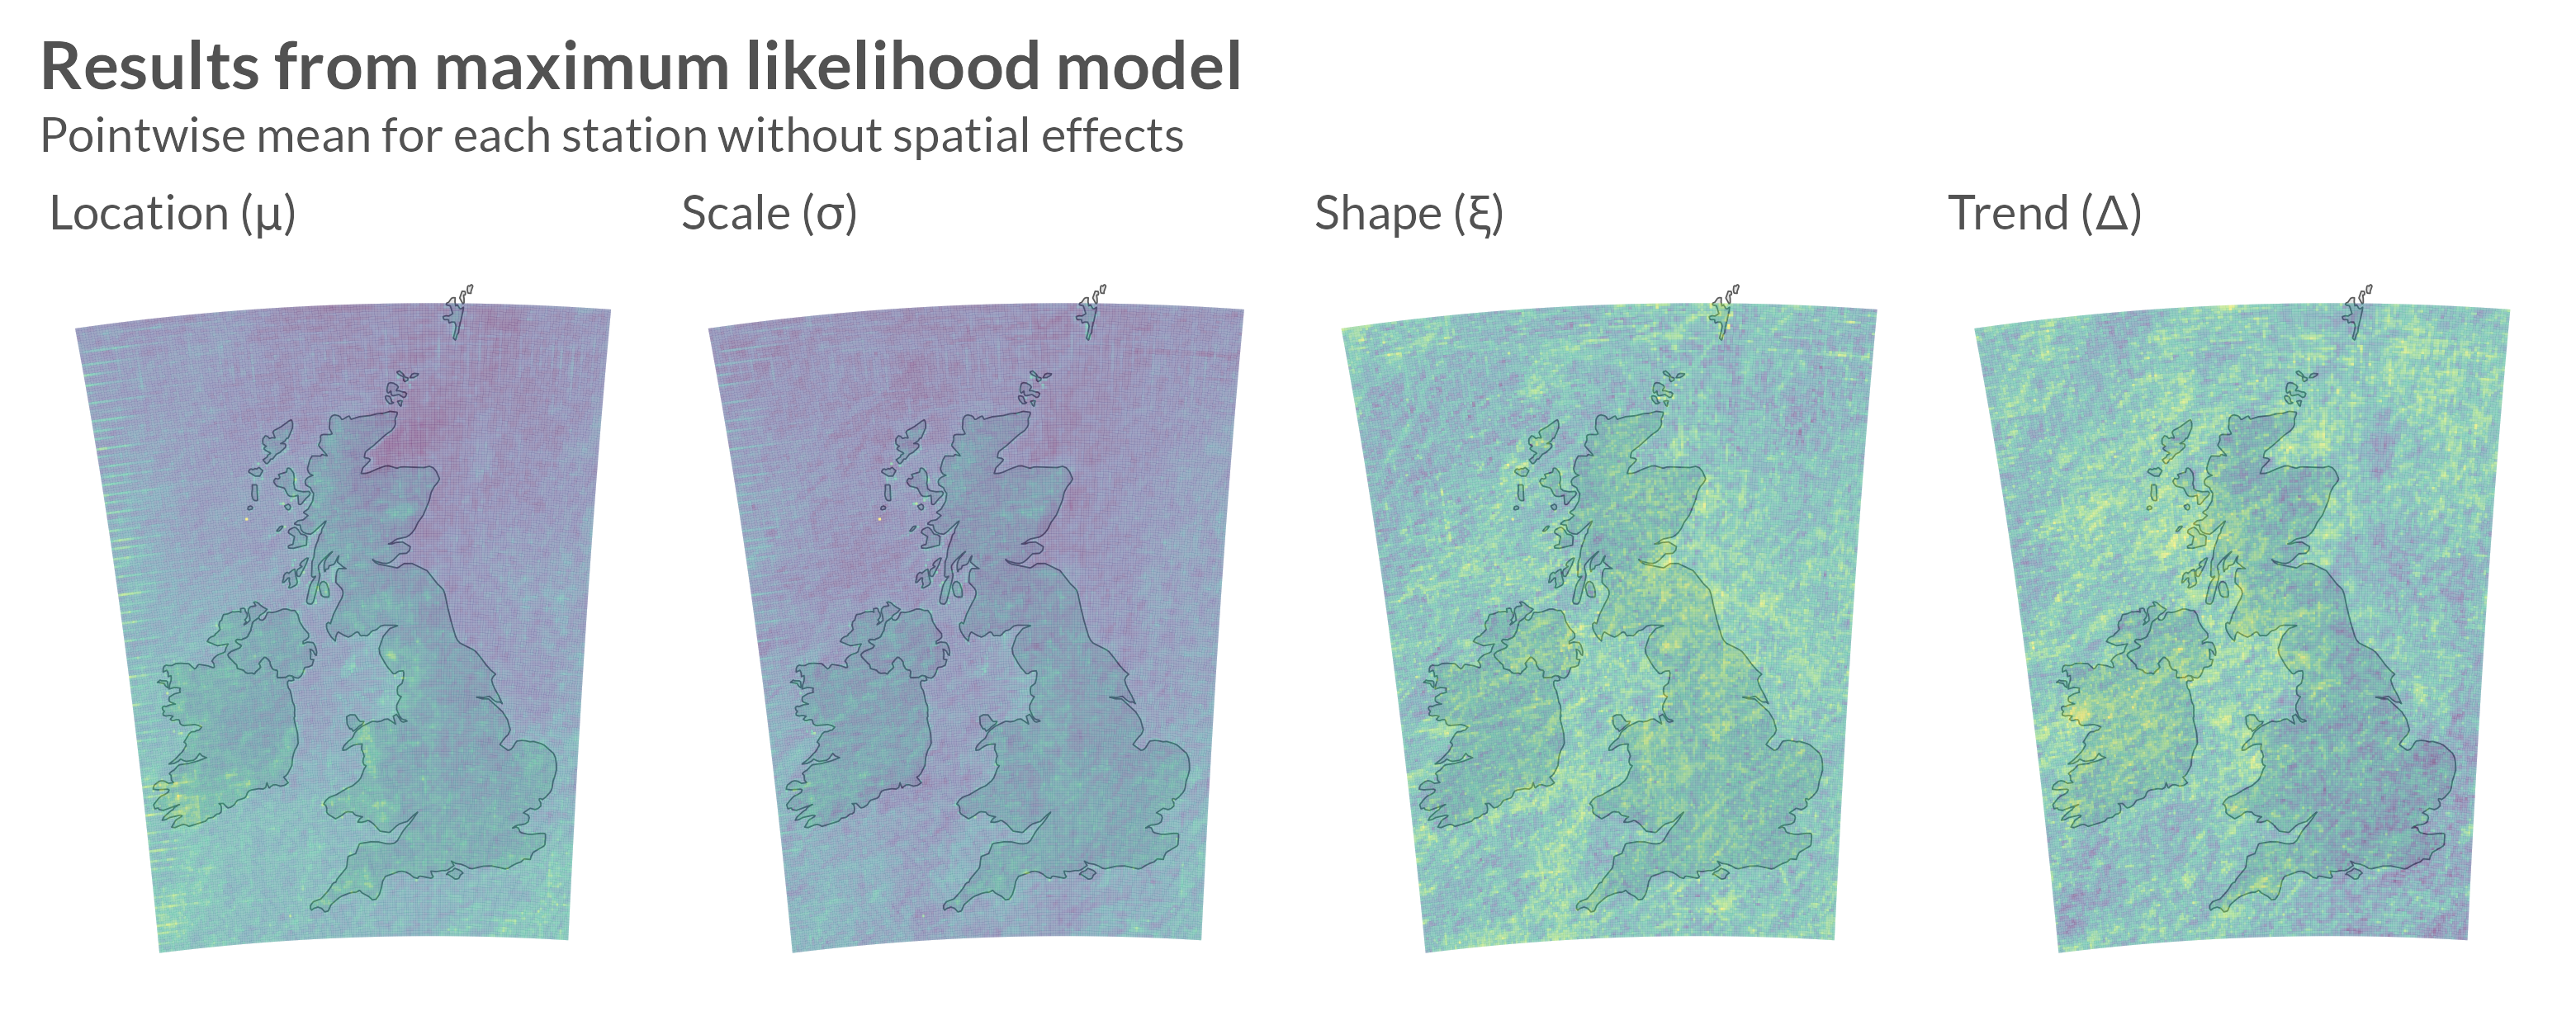 Results from maximum likelihood model
Pointwise mean for each station without spatial effects
Location (μ)
Scale (σ)
Shape (ξ)
Trend (Δ)